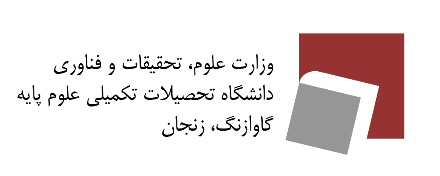 وزارت علوم، تحقیقات و فناوری
دانشگاه تحصیلات تکمیلی علوم پایه
گاوازنگ، زنجان